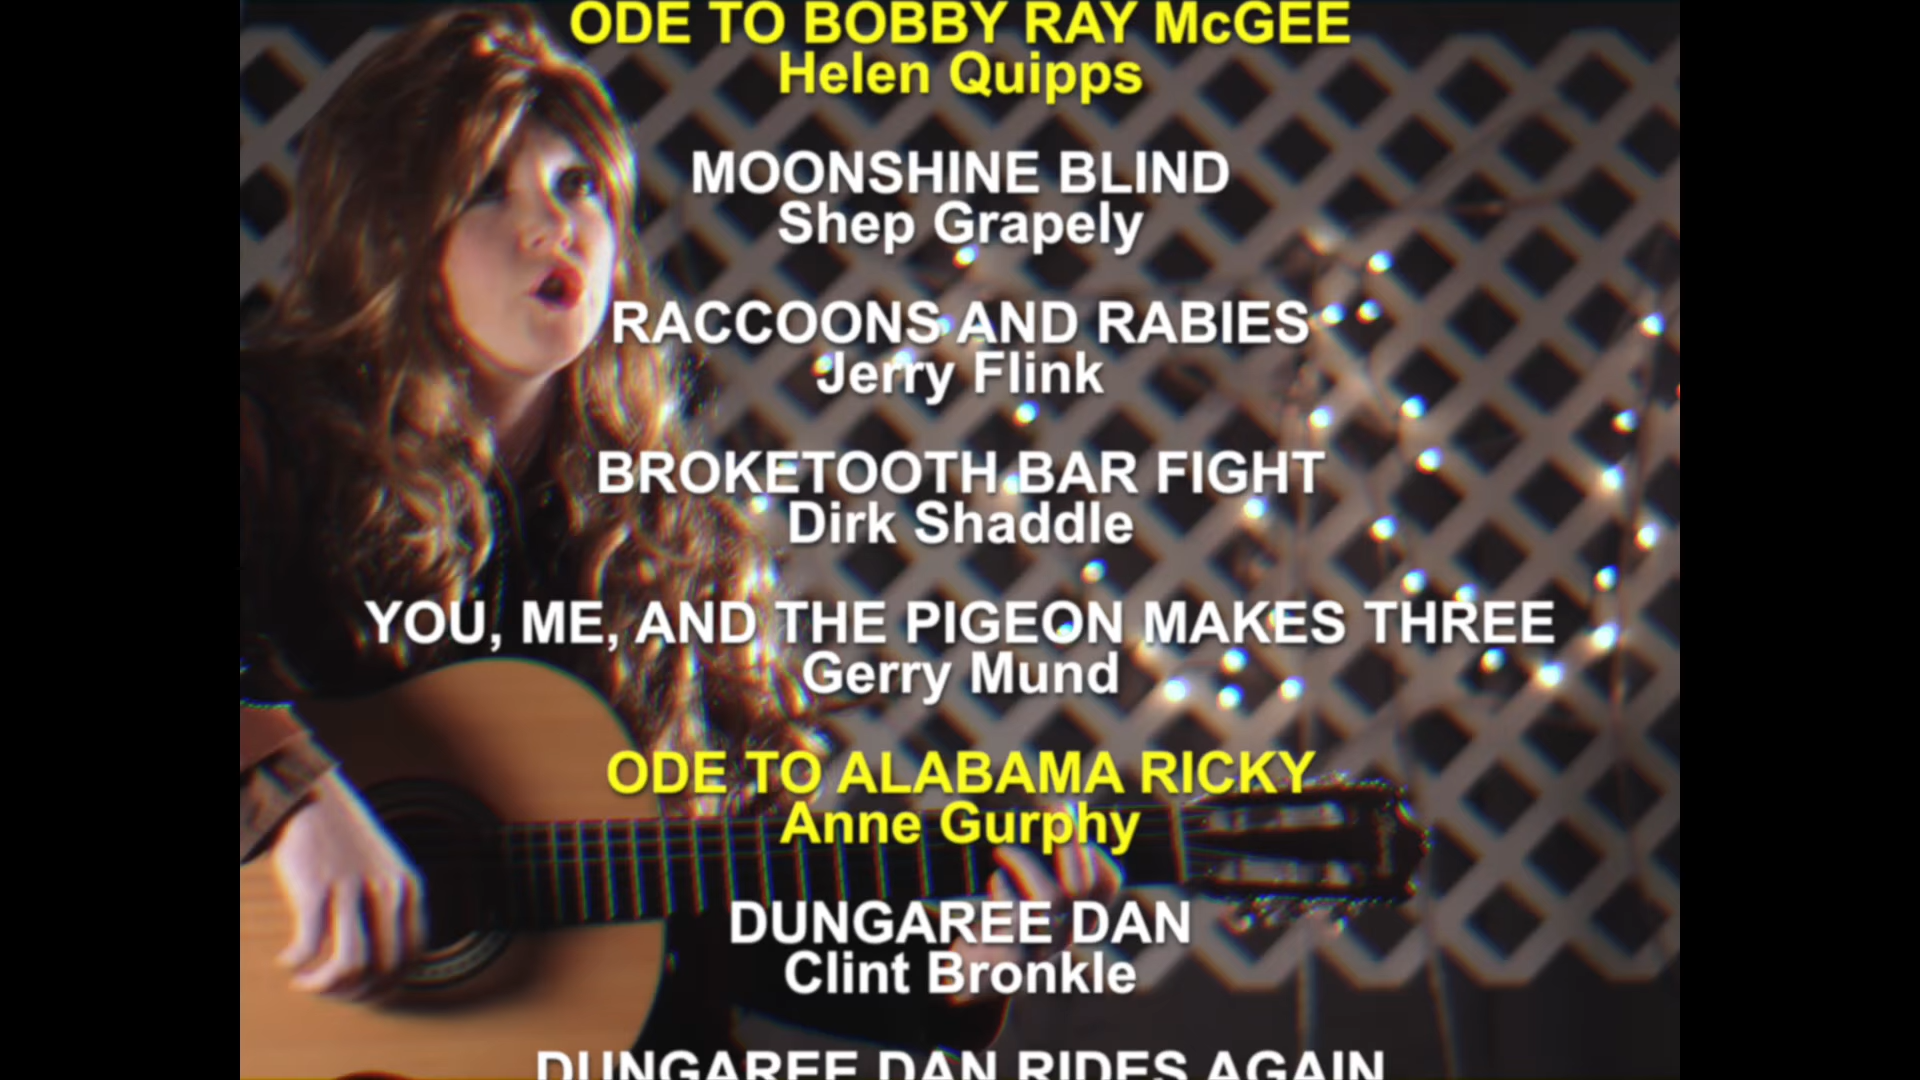 ODE TO BOBBY RAY McGEE
Helen Quipps
MOONSHINE BLIND
Shep Grapely
RACCOONS AND RABIES
Jerry Flink
BROKETOOTH BAR FIGHT
Dirk Shaddle
YOU, ME, AND THE PIGEON MAKES THREE
Gerry Mund
ODE TO ALABAMA RICKY
Anne Gurphy
DUNGAREE DAN
Clint Bronkle
DUNGAREE DAN RIDES AGAIN